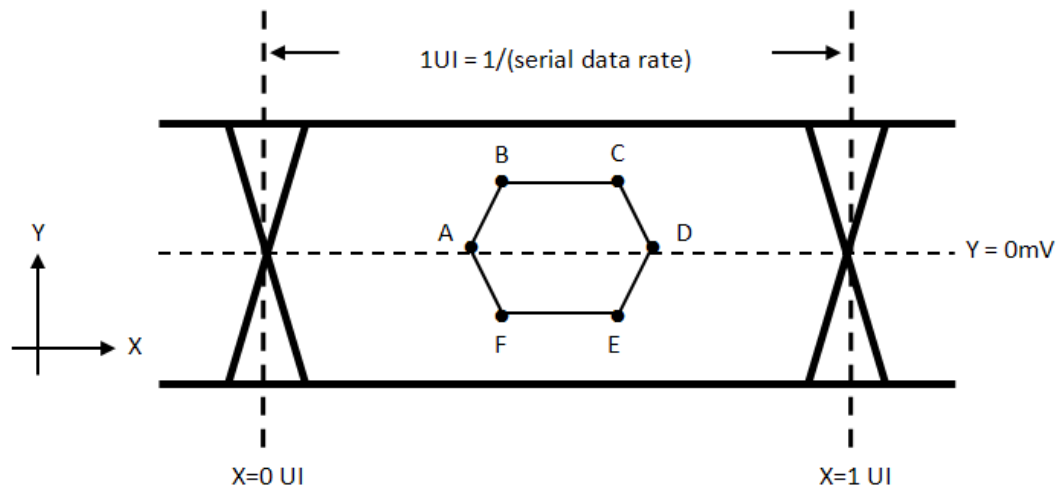 1UI = 1/(serial data rate)
B
C
A
D
Y
Y = 0mV
X
F
E
X=0 UI
X=1 UI